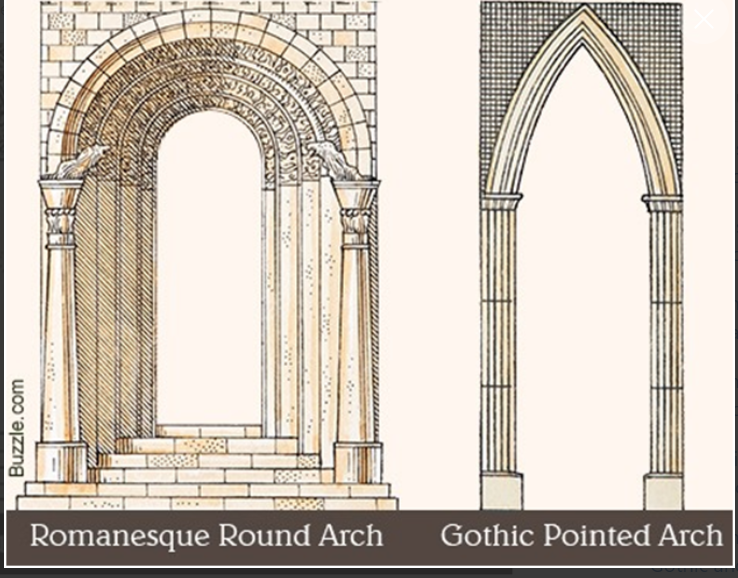 Buzzle.com
Romanesque Round Arch
Gothic Pointed Arch